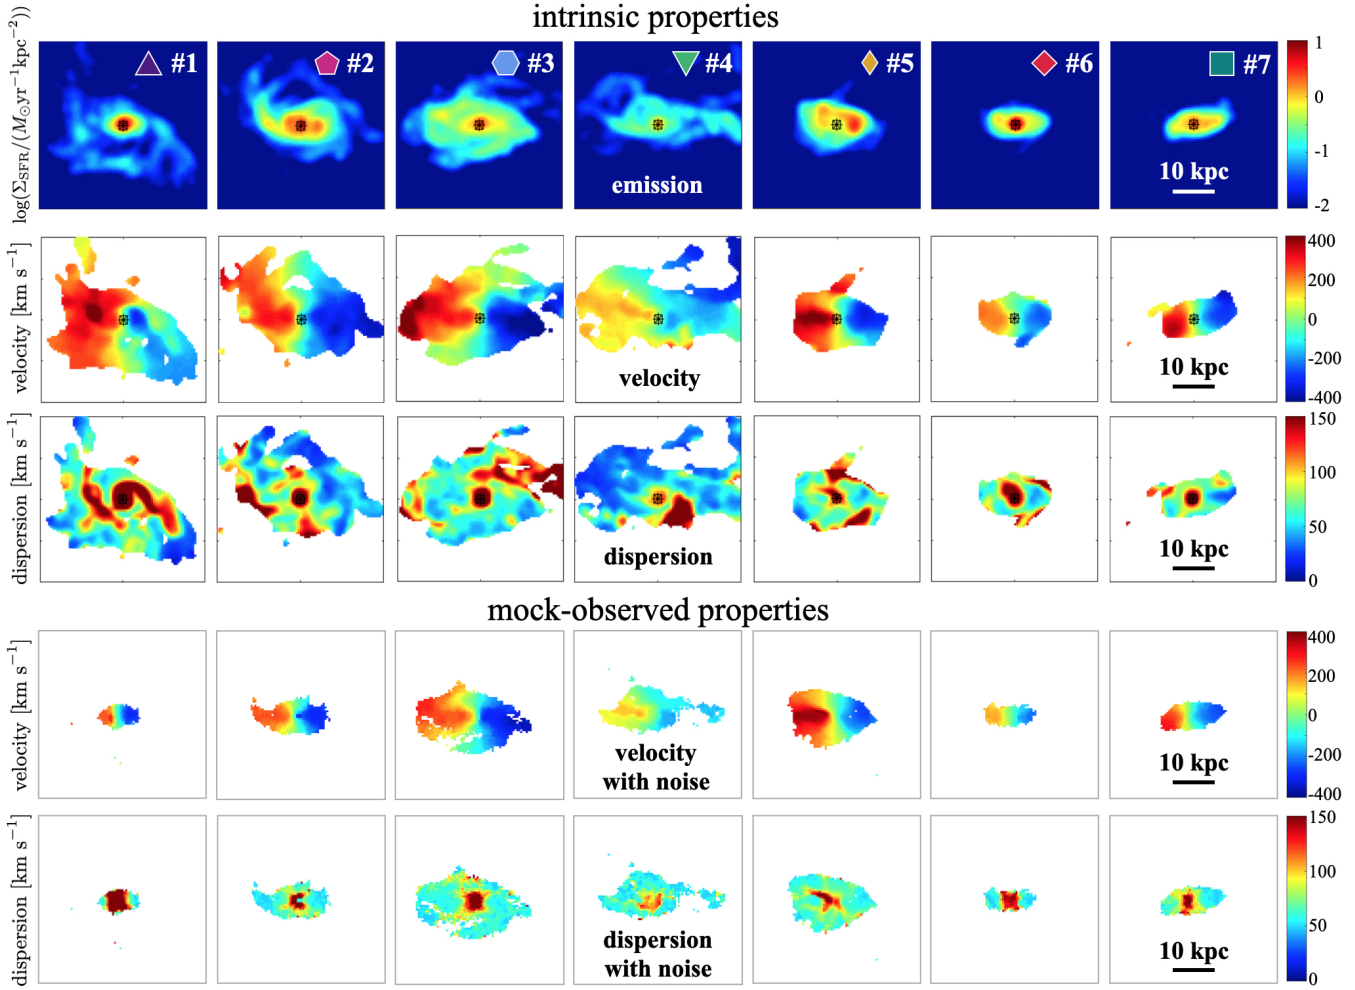 intrinsic properties
log(Σ_SFR/(M⊙yr⁻¹kpc⁻²))
#1
#2
#3
#4
#5
#6
#7
emission
10 kpc
1
0
-1
-2
velocity [km s⁻¹]
velocity
10 kpc
400
200
0
-200
-400
dispersion [km s⁻¹]
dispersion
10 kpc
150
100
50
0
mock-observed properties
velocity [km s⁻¹]
velocity
with noise
10 kpc
400
200
0
-200
-400
dispersion [km s⁻¹]
dispersion
with noise
10 kpc
150
100
50
0